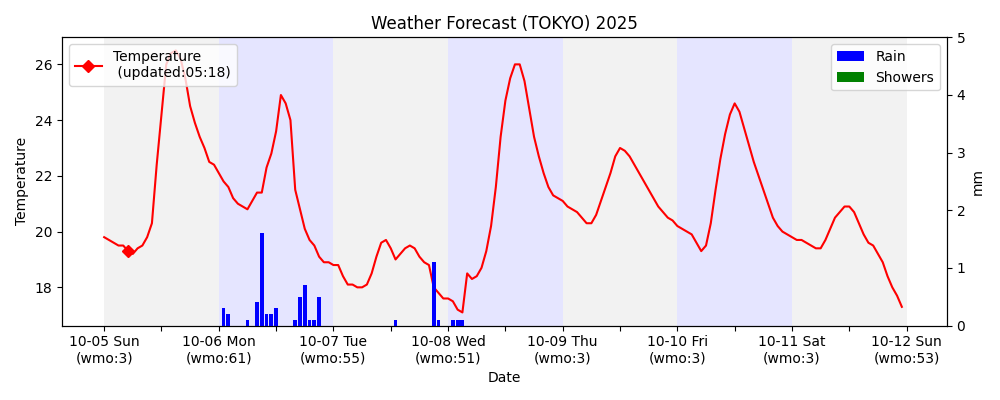 Weather Forecast (TOKYO) 2025
Temperature
(updated:05:18)
Rain
Showers
26
24
22
20
18
Temperature
5
4
3
2
1
0
mm
10-05 Sun
(wmo:3)
10-06 Mon
(wmo:61)
10-07 Tue
(wmo:55)
10-08 Wed
(wmo:51)
10-09 Thu
(wmo:3)
10-10 Fri
(wmo:3)
10-11 Sat
(wmo:3)
10-12 Sun
(wmo:53)
Date